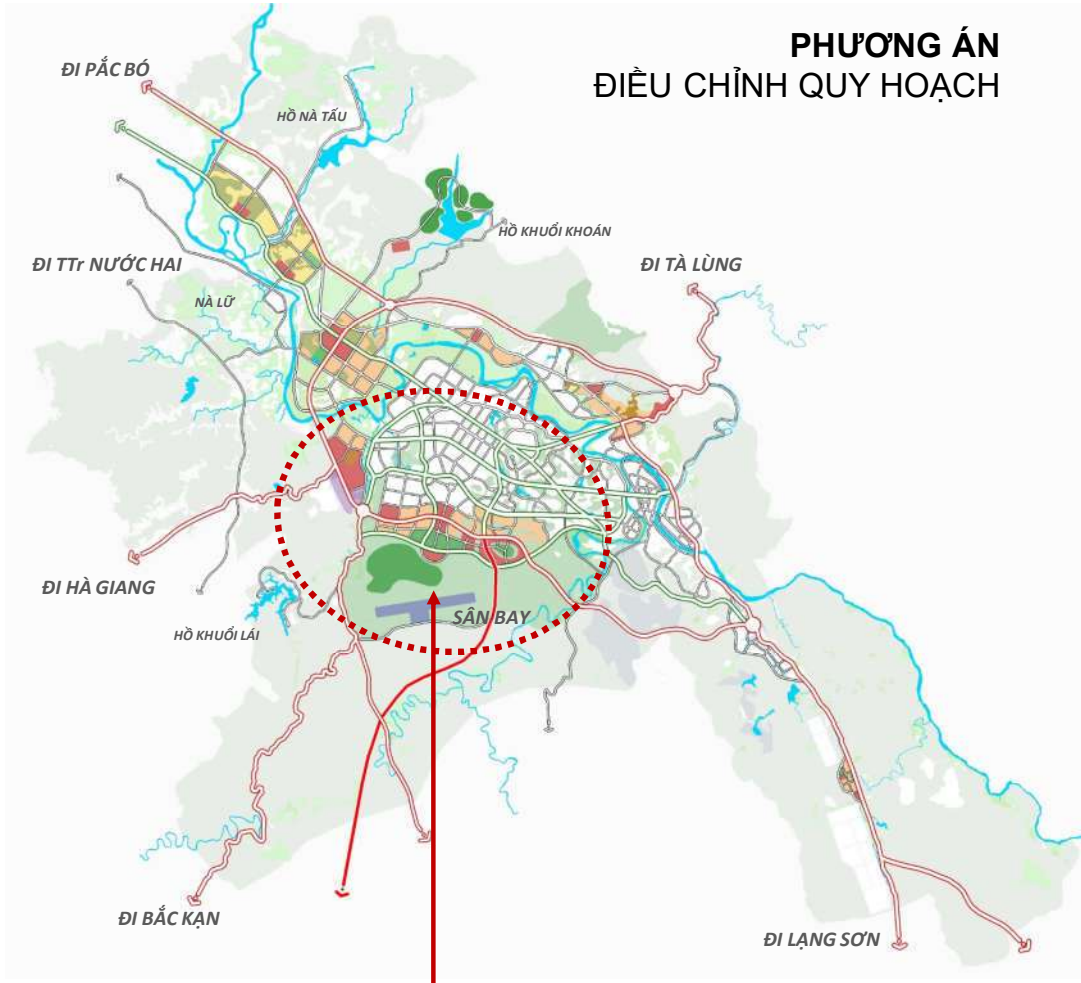 PHƯƠNG ÁN
ĐIỀU CHỈNH QUY HOẠCH
ĐI PẮC BÓ
HỒ NÀ TẤU
HỒ KHUỔI KHOÁN
ĐI TTr NƯỚC HAI
ĐI TÀ LÙNG
NÀ LỮ
ĐI HÀ GIANG
SÂN BAY
HỒ KHUỔI LÁI
ĐI BẮC KẠN
ĐI LẠNG SƠN